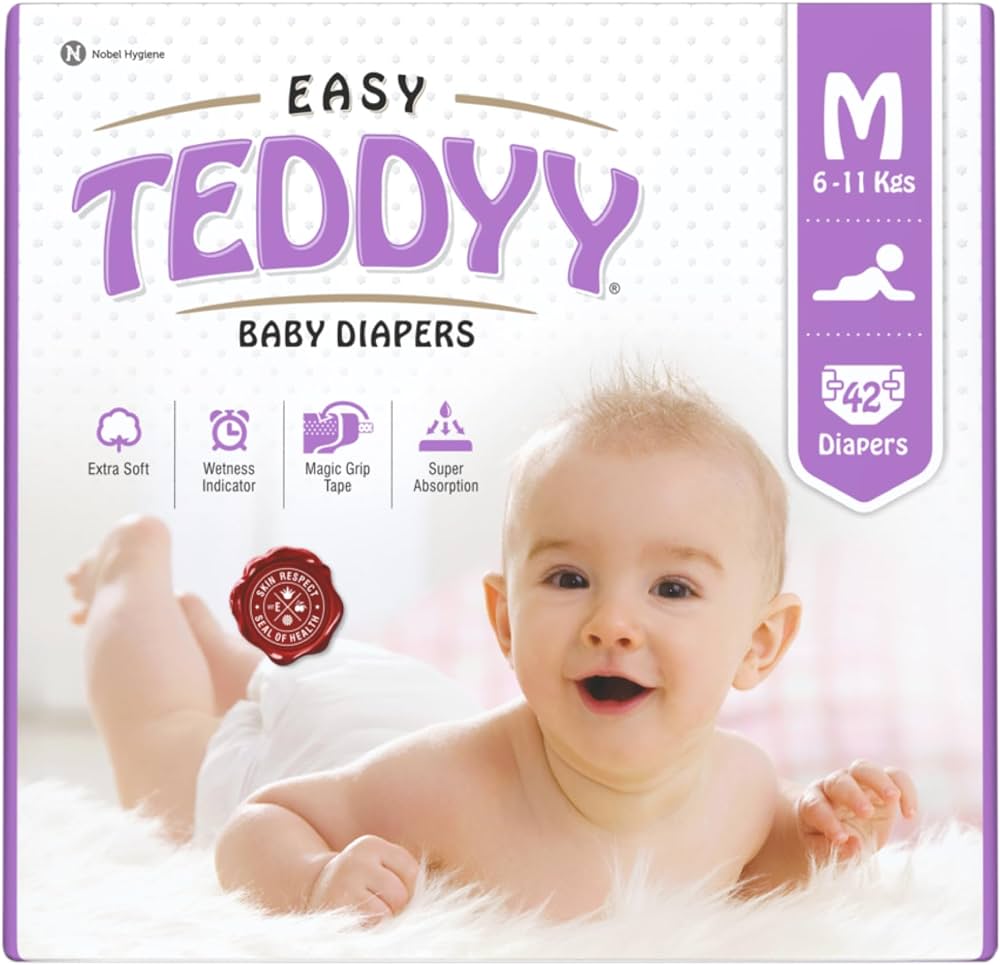 N Nobel Hygiene
EASY
TEDDYY
®
BABY DIAPERS
Extra Soft
Wetness
Indicator
Magic Grip
Tape
Super
Absorption
SKIN RESPECT
E
SEAL OF HEALTH
M
6-11 Kgs
42
Diapers